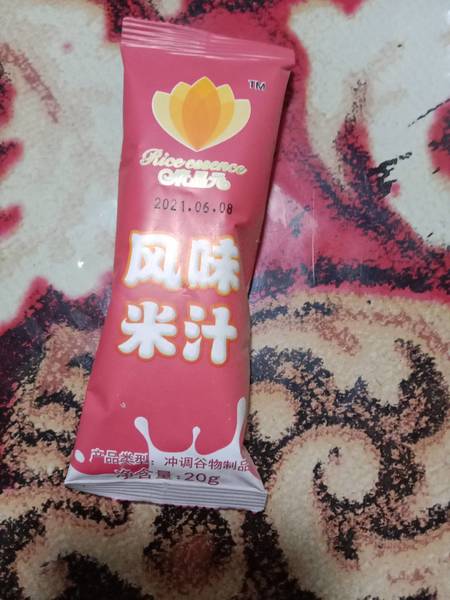 TM
Rice essence
2021.06.08
风味
米汁
产品类型：冲调谷物制品
净含量:20g